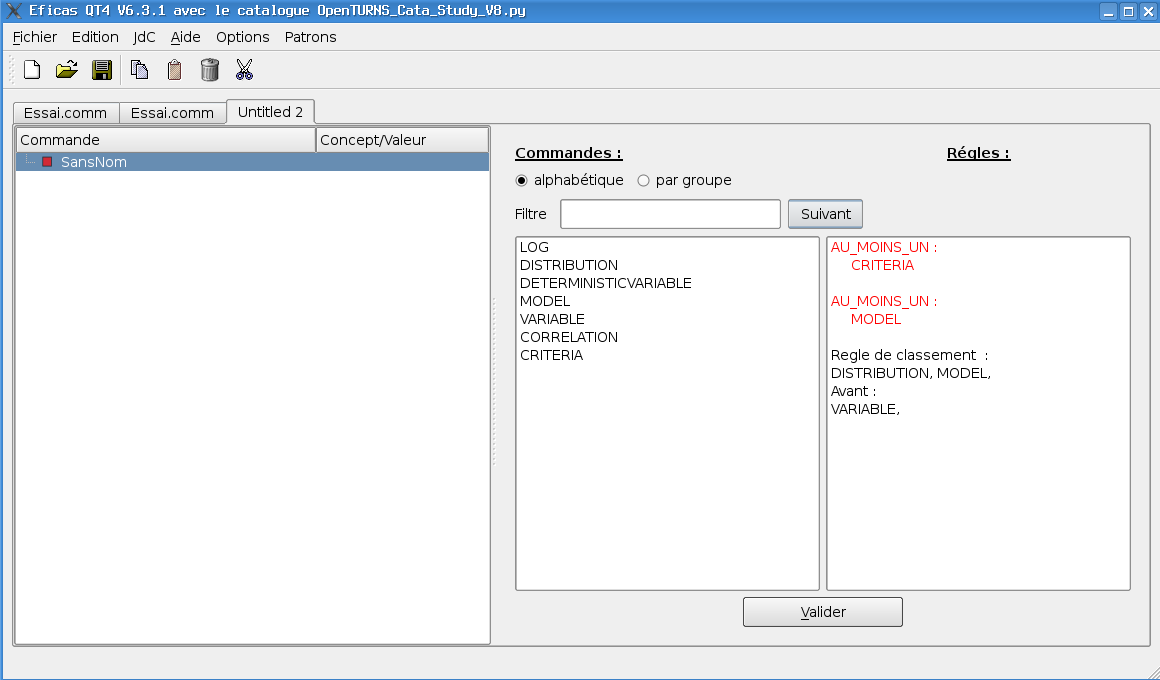 Eficas QT4 V6.3.1 avec le catalogue OpenTURNS_Cata_Study_V8.py
Fichier Edition JdC Aide Options Patrons
Essai.comm Essai.comm Untitled 2
Commande Concept/Valeur
SansNom
Commandes : Régles :
alphabétique par groupe
Filtre Suivant
LOG
DISTRIBUTION
DETERMINISTICVARIABLE
MODEL
VARIABLE
CORRELATION
CRITERIA
AU_MOINS_UN :
CRITERIA
AU_MOINS_UN :
MODEL
Regle de classement :
DISTRIBUTION, MODEL,
Avant :
VARIABLE,
Valider